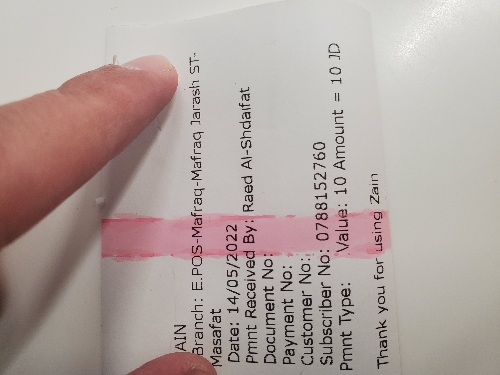 AIN
Branch: E.POS-Mafraq-Mafraq Jarash ST-
Masafat
Date: 14/05/2022
Pmnt Received By: Raed Al-Shdaifat
Document No:
Payment No:
Customer No:
Subscriber No: 0788152760
Pmnt Type: Value: 10 Amount = 10 JD
Thank you for using Zain